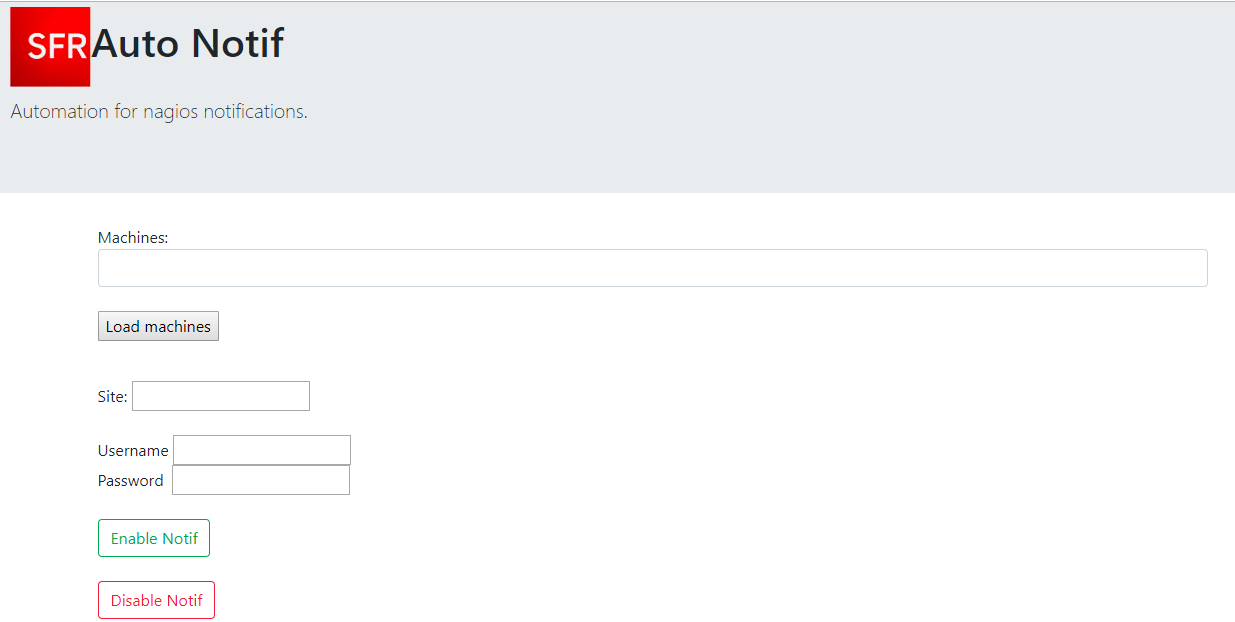 SFR Auto Notif
Automation for nagios notifications.
Machines:
Load machines
Site:
Username
Password
Enable Notif
Disable Notif